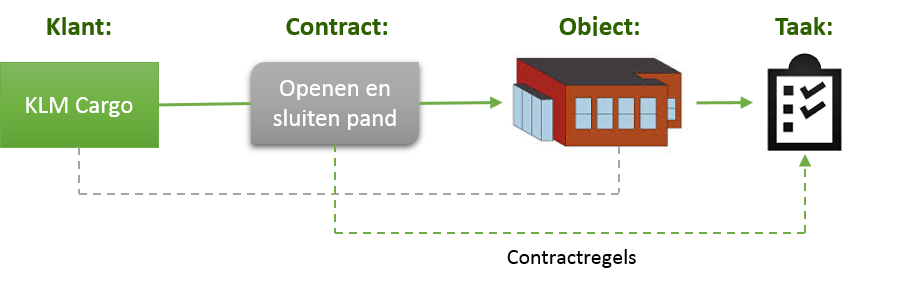 Klant:
Contract:
Object:
Taak:
KLM Cargo
Openen en
sluiten pand
Contractregels